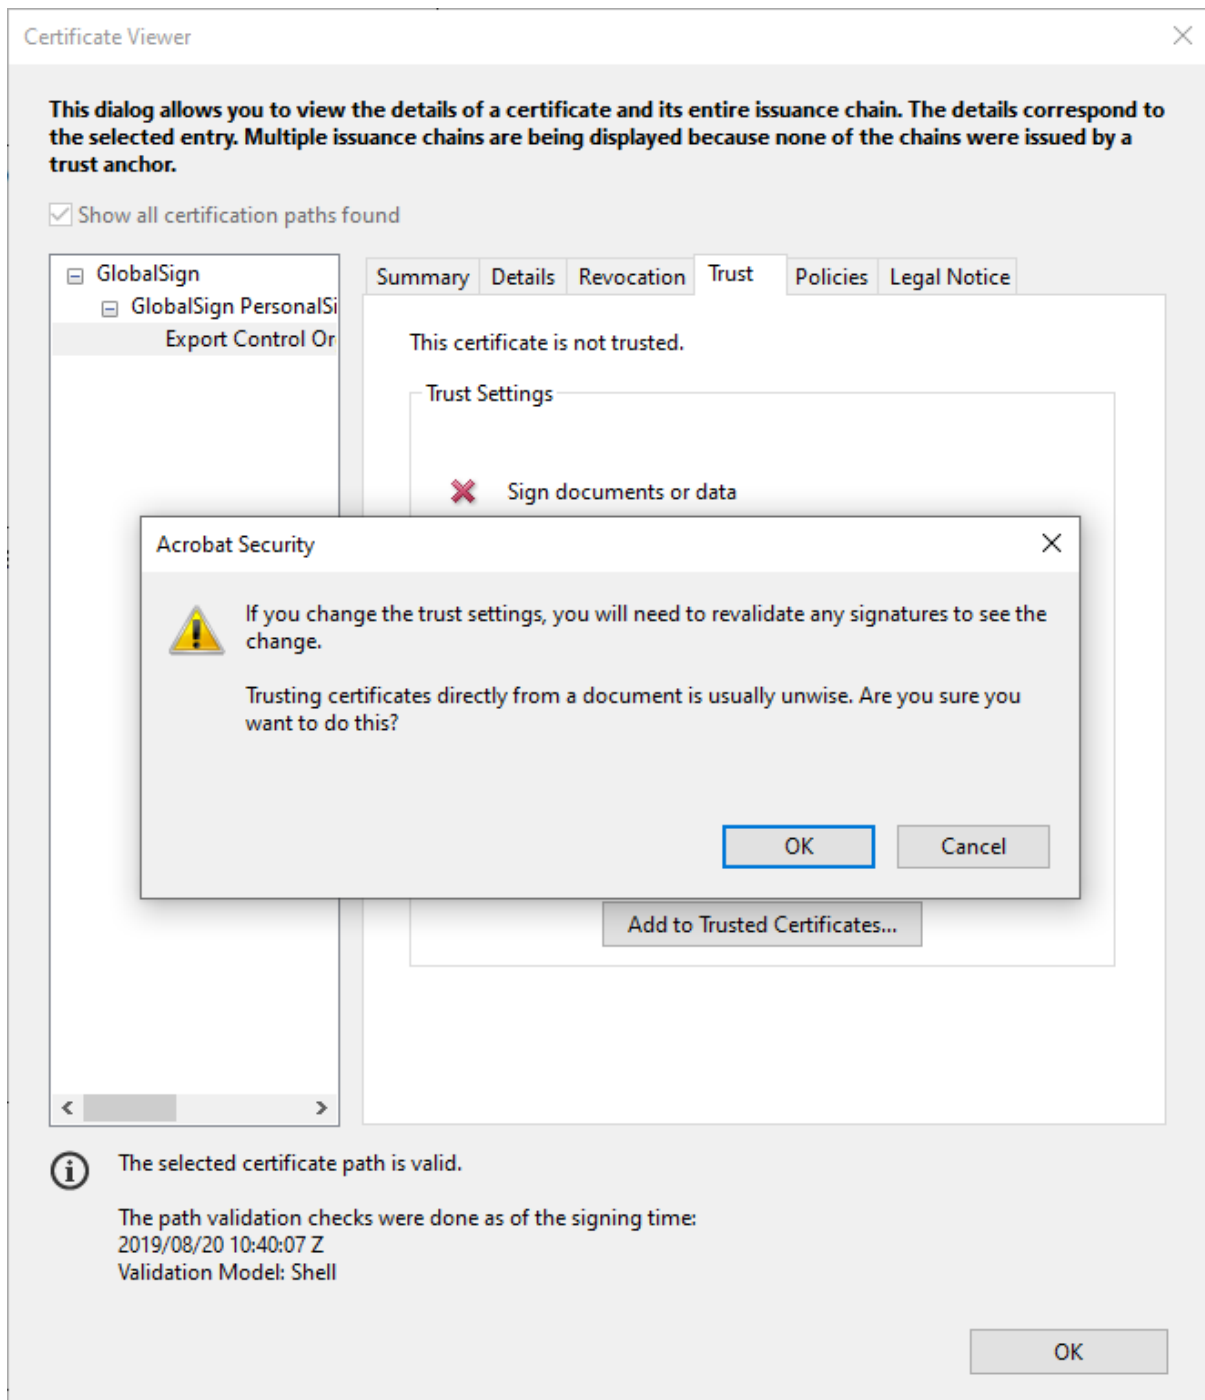 Certificate Viewer
This dialog allows you to view the details of a certificate and its entire issuance chain. The details correspond to
the selected entry. Multiple issuance chains are being displayed because none of the chains were issued by a
trust anchor.
Show all certification paths found
GlobalSign
GlobalSign PersonalSi
Export Control Or
Summary Details Revocation Trust Policies Legal Notice
This certificate is not trusted.
Trust Settings
Sign documents or data
Acrobat Security
If you change the trust settings, you will need to revalidate any signatures to see the
change.
Trusting certificates directly from a document is usually unwise. Are you sure you
want to do this?
OK Cancel
Add to Trusted Certificates...
The selected certificate path is valid.
The path validation checks were done as of the signing time:
2019/08/20 10:40:07 Z
Validation Model: Shell
OK